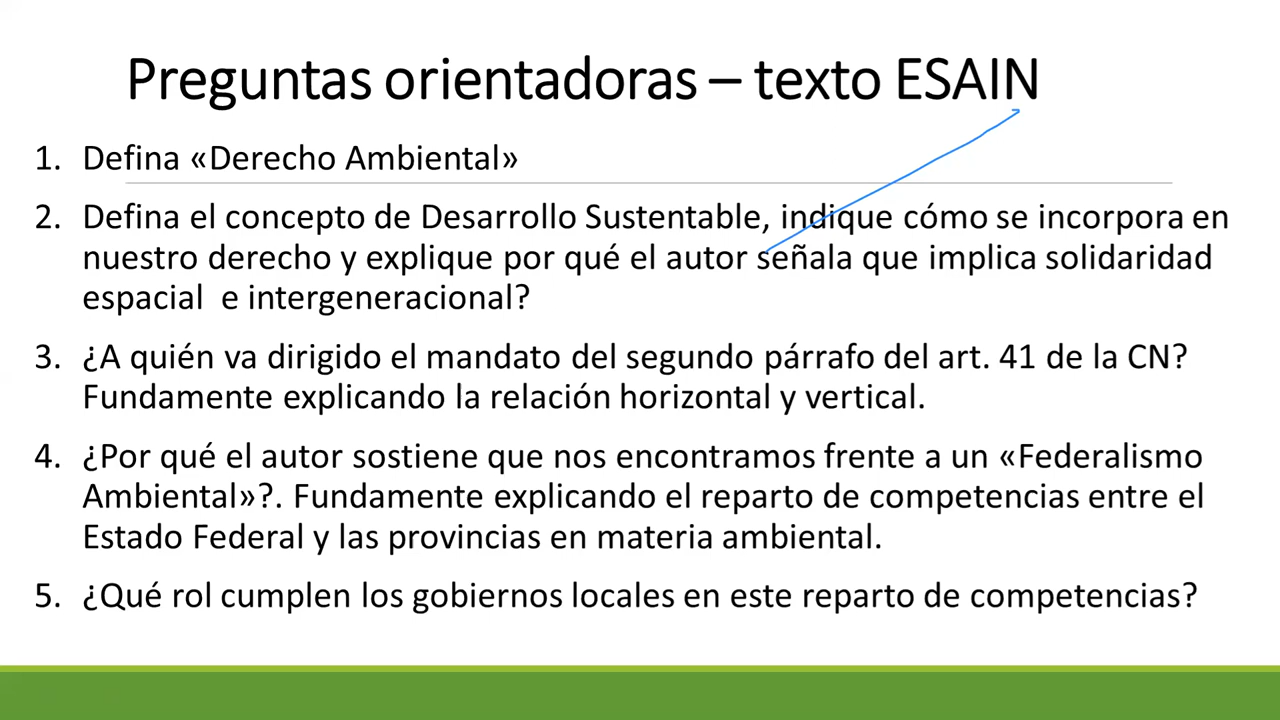 Preguntas orientadoras – texto ESAIN
1. Defina «Derecho Ambiental»
2. Defina el concepto de Desarrollo Sustentable, indique cómo se incorpora en
nuestro derecho y explique por qué el autor señala que implica solidaridad
espacial e intergeneracional?
3. ¿A quién va dirigido el mandato del segundo párrafo del art. 41 de la CN?
Fundamente explicando la relación horizontal y vertical.
4. ¿Por qué el autor sostiene que nos encontramos frente a un «Federalismo
Ambiental»?. Fundamente explicando el reparto de competencias entre el
Estado Federal y las provincias en materia ambiental.
5. ¿Qué rol cumplen los gobiernos locales en este reparto de competencias?